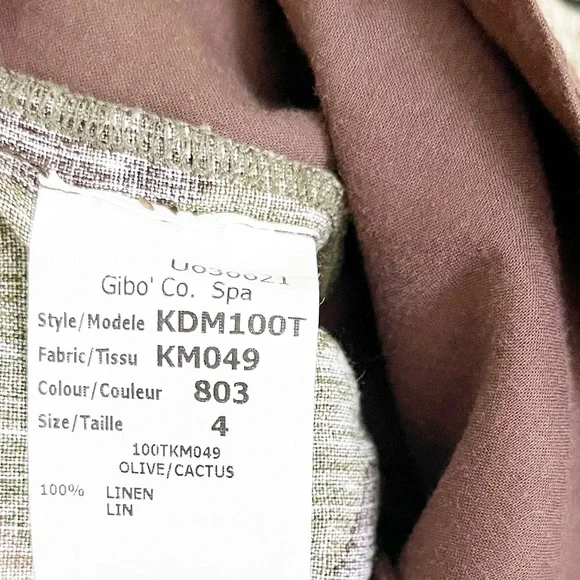 U030021
Gibo' Co. Spa
Style/Modele KDM100T
Fabric/Tissu KM049
Colour/Couleur 803
Size/Taille 4
100TKM049
OLIVE/CACTUS
100% LINEN
LIN